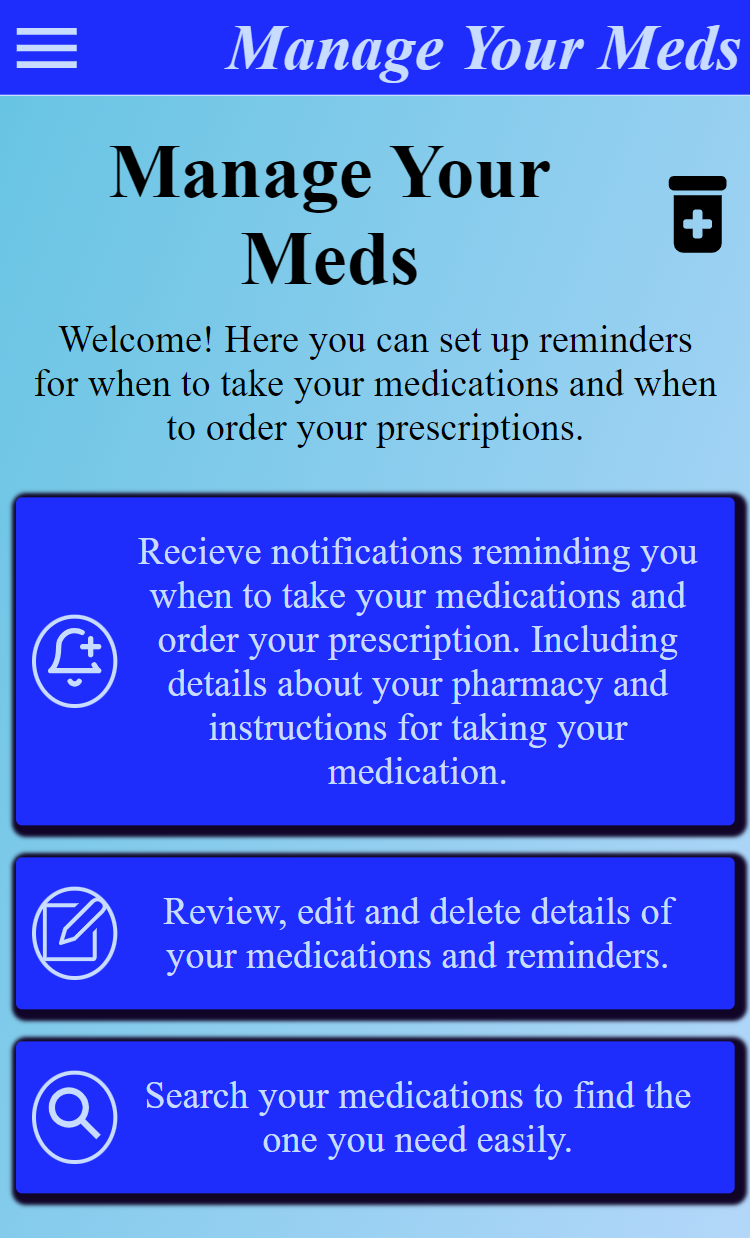 Manage Your Meds
Manage Your
Meds
Welcome! Here you can set up reminders
for when to take your medications and when
to order your prescriptions.
Recieve notifications reminding you
when to take your medications and
order your prescription. Including
details about your pharmacy and
instructions for taking your
medication.
Review, edit and delete details of
your medications and reminders.
Search your medications to find the
one you need easily.